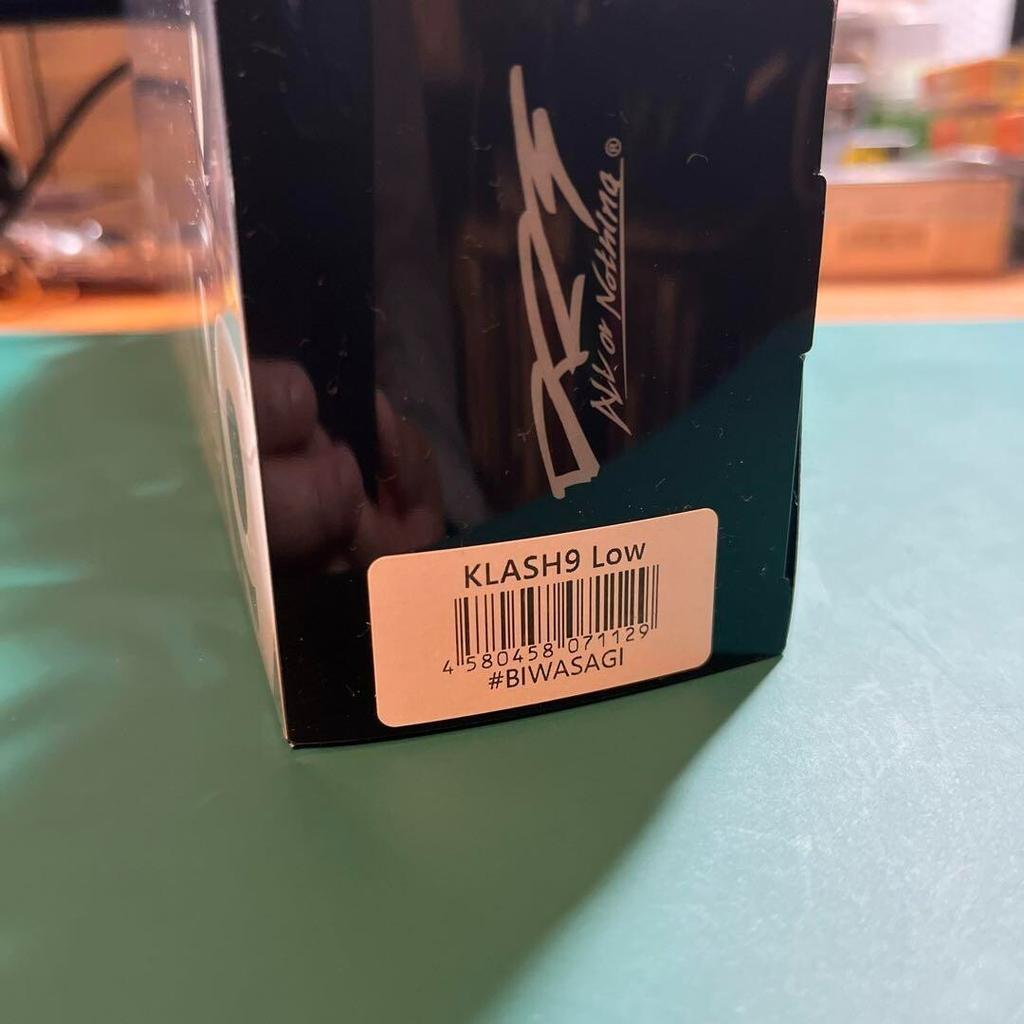 All or Nothing®
KLASH9 Low
4 580458 071129
#BIWASAGI